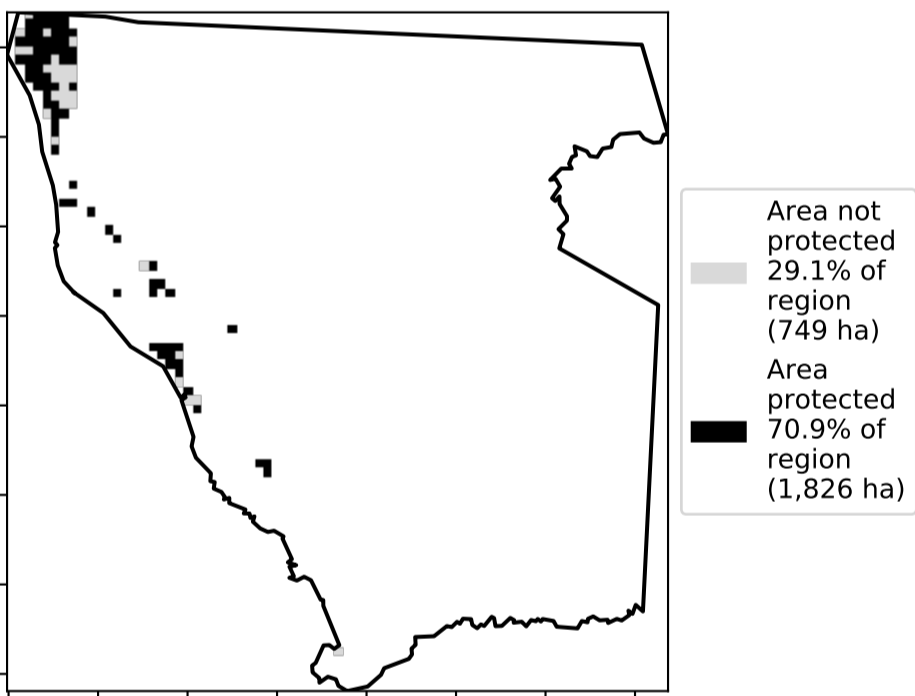 Area not
protected
29.1% of
region
(749 ha)
Area
protected
70.9% of
region
(1,826 ha)